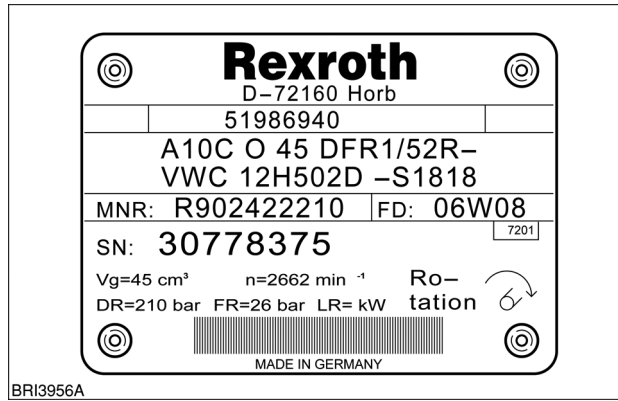 Rexroth
D-72160 Horb
51986940
A10C O 45 DFR1/52R-
VWC 12H502D -S1818
MNR: R902422210 FD: 06W08
7201
SN: 30778375
Vg=45 cm³ n=2662 min -1 Ro-
DR=210 bar FR=26 bar LR= kW tation
MADE IN GERMANY
BRI3956A